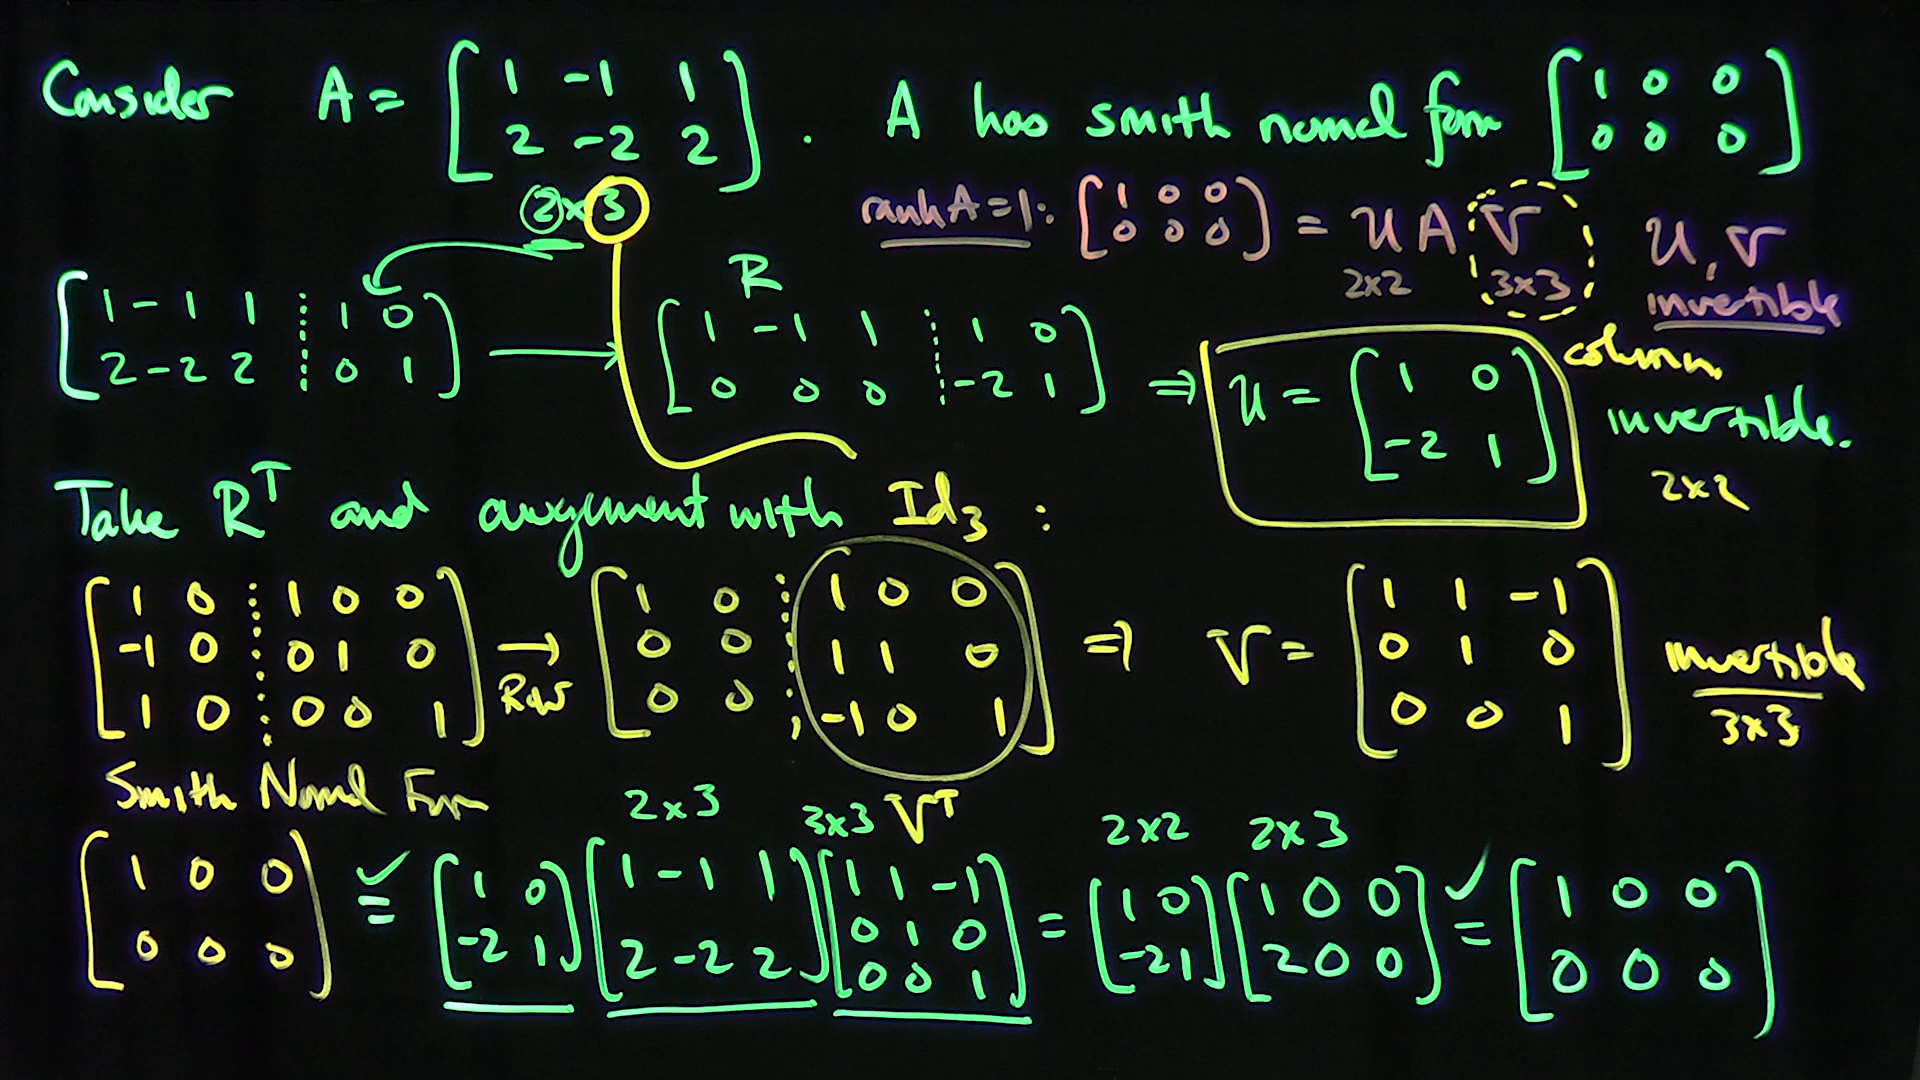 Consider A = [ 1 -1 1 ; 2 -2 2 ] . A has smith normal form [ 1 0 0 ; 0 0 0 ]
2x3
rank A = 1: [ 1 0 0 ; 0 0 0 ] = U A V U, V
2x2 3x3 invertible
[ 1 -1 1 ⋮ 1 0 ; 2 -2 2 ⋮ 0 1 ] → R [ 1 -1 1 ⋮ 1 0 ; 0 0 0 ⋮ -2 1 ] ⇒ U = [ 1 0 ; -2 1 ] column
invertible.
2x2
Take R^T and augment with Id_3 :
[ 1 0 ⋮ 1 0 0 ; -1 0 ⋮ 0 1 0 ; 1 0 ⋮ 0 0 1 ] → Row [ 1 0 ⋮ 1 0 0 ; 0 0 ⋮ 1 1 0 ; 0 0 ⋮ -1 0 1 ] ⇒ V = [ 1 1 -1 ; 0 1 0 ; 0 0 1 ] invertible
3x3
Smith Normal Form 2x3 3x3 V^T 2x2 2x3
[ 1 0 0 ; 0 0 0 ] ✓= [ 1 0 ; -2 1 ] [ 1 -1 1 ; 2 -2 2 ] [ 1 1 -1 ; 0 1 0 ; 0 0 1 ] = [ 1 0 ; -2 1 ] [ 1 0 0 ; 2 0 0 ] ✓= [ 1 0 0 ; 0 0 0 ]